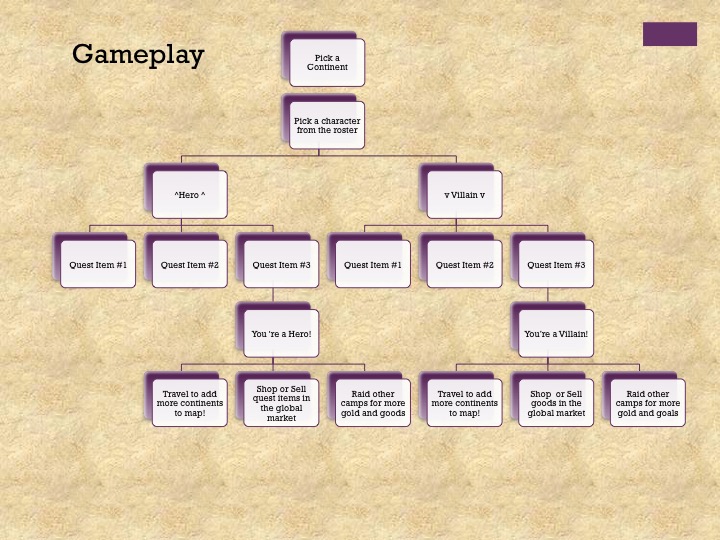 Gameplay
Pick a
Continent
Pick a character
from the roster
^Hero ^
v Villain v
Quest Item #1
Quest Item #2
Quest Item #3
Quest Item #1
Quest Item #2
Quest Item #3
You 're a Hero!
You're a Villain!
Travel to add
more continents
to map!
Shop or Sell
quest items in
the global
market
Raid other
camps for more
gold and goods
Travel to add
more continents
to map!
Shop  or Sell
goods in the
global market
Raid other
camps for more
gold and goals